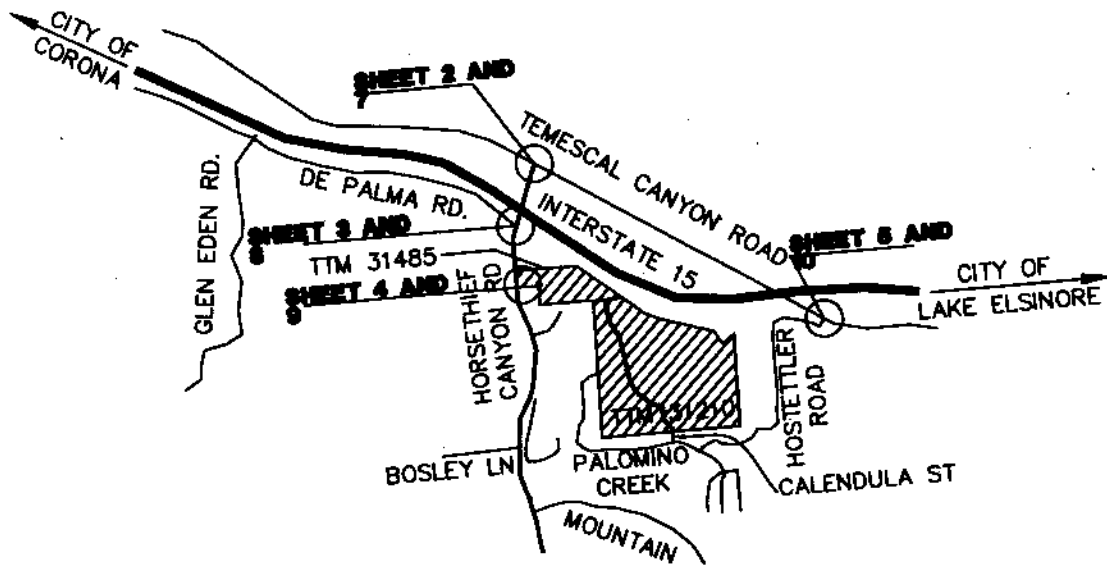 CITY OF
CORONA
SHEET 2 AND
7
TEMESCAL CANYON ROAD
GLEN EDEN RD.
DE PALMA RD.
INTERSTATE 15
SHEET 3 AND
8
TTM 31485
SHEET 4 AND
9
HORSETHIEF
CANYON RD
SHEET 5 AND
10
CITY OF
LAKE ELSINORE
HOSTETTLER
ROAD
TTM 31210
BOSLEY LN
PALOMINO
CREEK
CALENDULA ST
MOUNTAIN